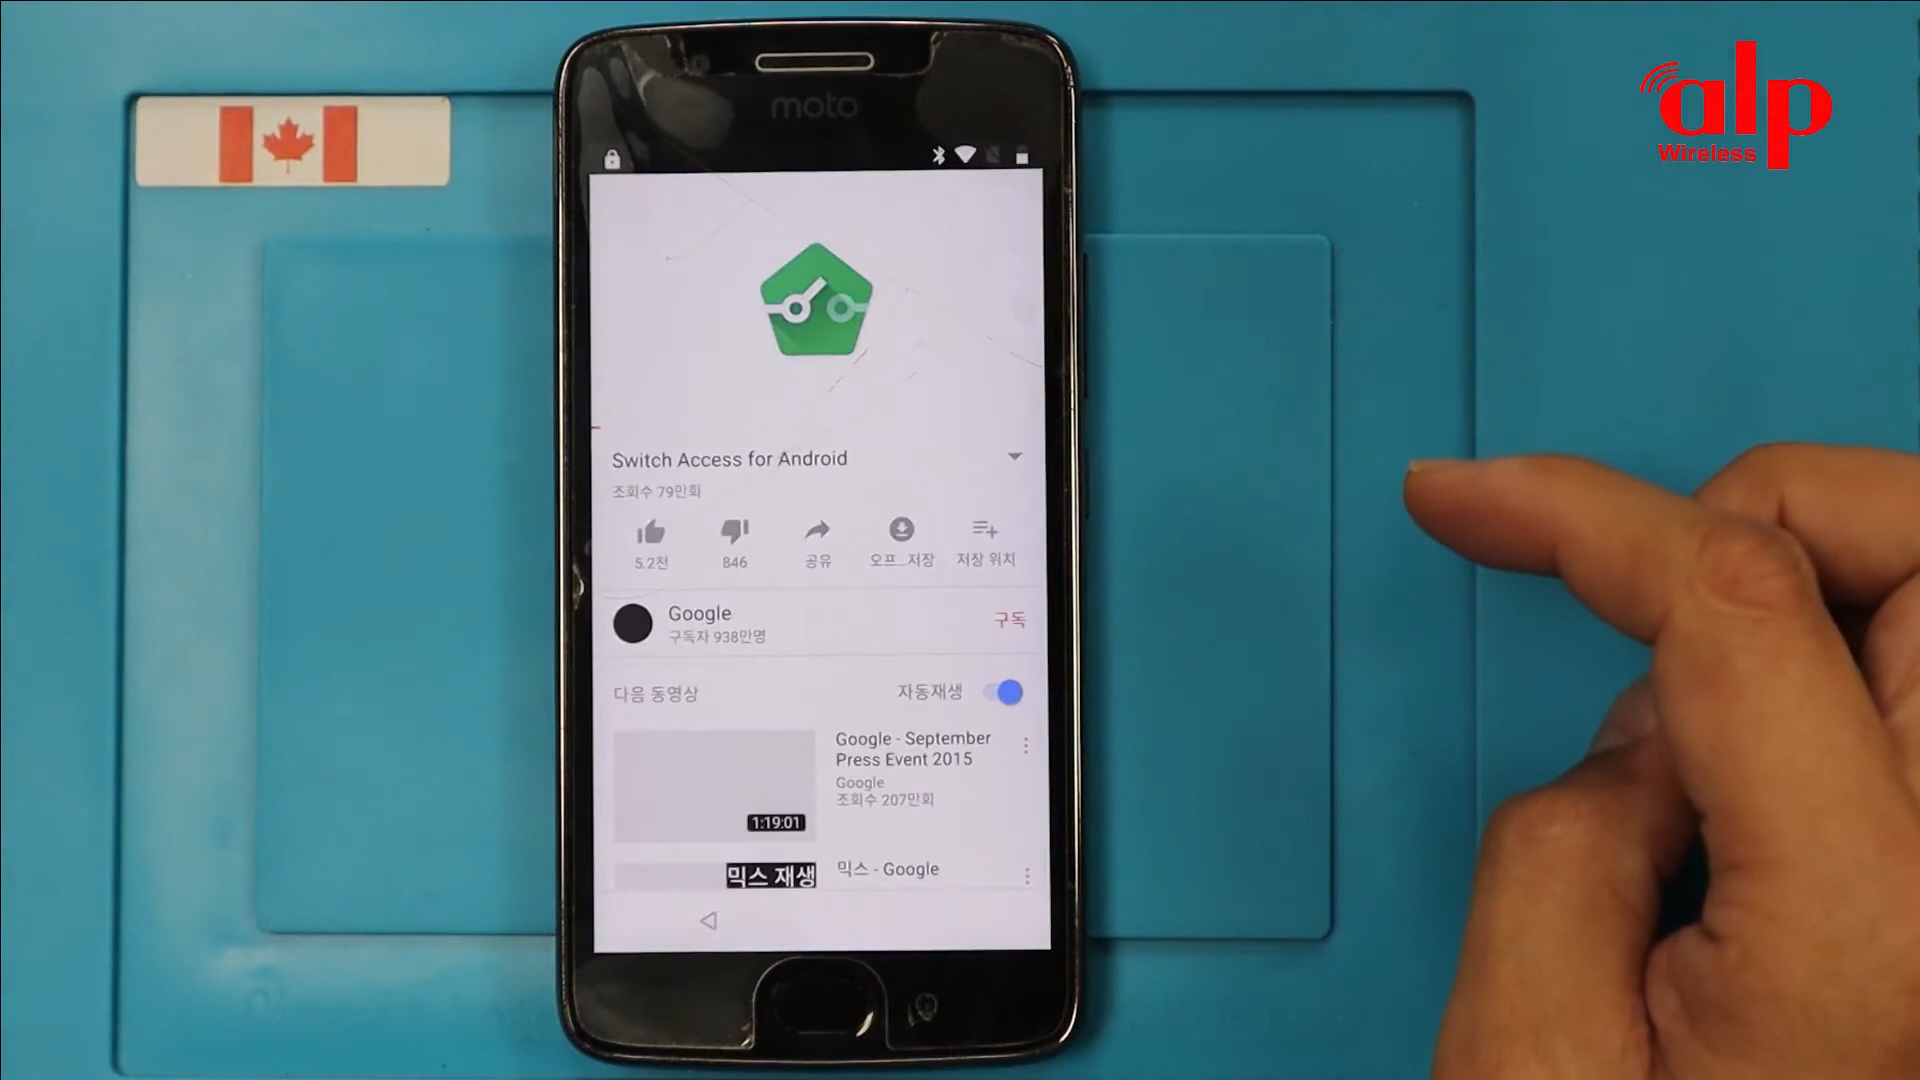 alp
Wireless
moto
Switch Access for Android
조회수 79만회
5.2천
846
공유
오프...저장
저장 위치
Google
구독자 938만명
구독
다음 동영상
자동재생
Google - September
Press Event 2015
Google
조회수 207만회
1:19:01
믹스 재생
믹스 - Google